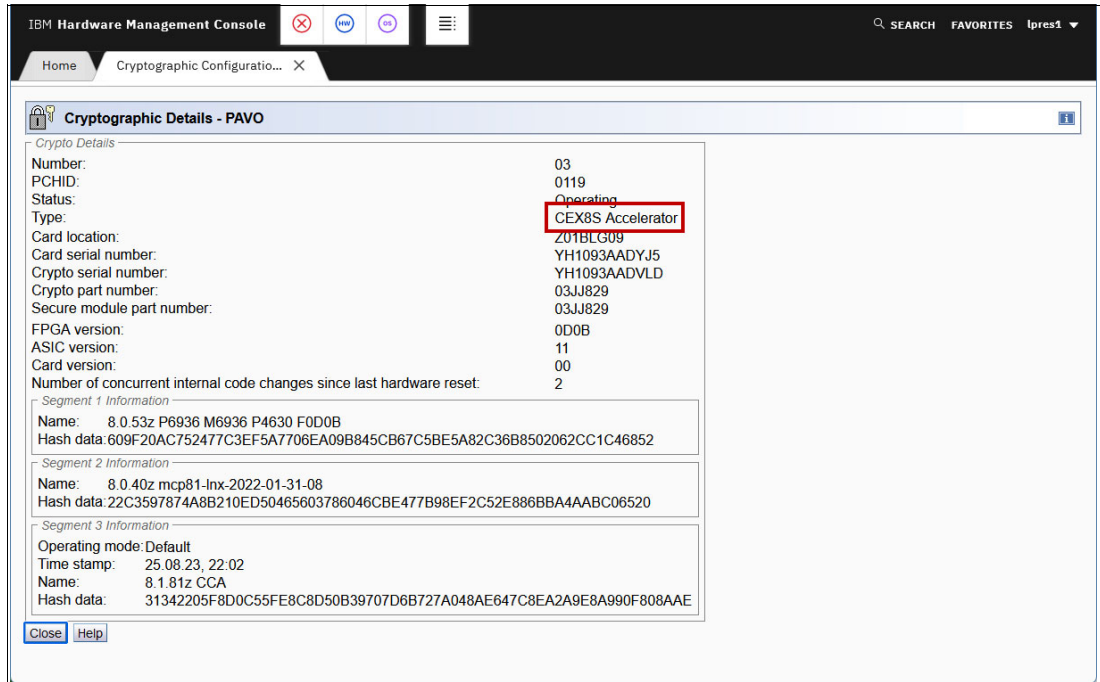 IBM Hardware Management Console HW OS SEARCH FAVORITES lpres1
Home Cryptographic Configuratio...
Cryptographic Details - PAVO i
Crypto Details
Number: 03
PCHID: 0119
Status: Operating
Type: CEX8S Accelerator
Card location: Z01BLG09
Card serial number: YH1093AADYJ5
Crypto serial number: YH1093AADVLD
Crypto part number: 03JJ829
Secure module part number: 03JJ829
FPGA version: 0D0B
ASIC version: 11
Card version: 00
Number of concurrent internal code changes since last hardware reset: 2
Segment 1 Information
Name: 8.0.53z P6936 M6936 P4630 F0D0B
Hash data: 609F20AC752477C3EF5A7706EA09B845CB67C5BE5A82C36B8502062CC1C46852
Segment 2 Information
Name: 8.0.40z mcp81-lnx-2022-01-31-08
Hash data: 22C3597874A8B210ED50465603786046CBE477B98EF2C52E886BBA4AABC06520
Segment 3 Information
Operating mode: Default
Time stamp: 25.08.23, 22:02
Name: 8.1.81z CCA
Hash data: 31342205F8D0C55FE8C8D50B39707D6B727A048AE647C8EA2A9E8A990F808AAE
Close Help